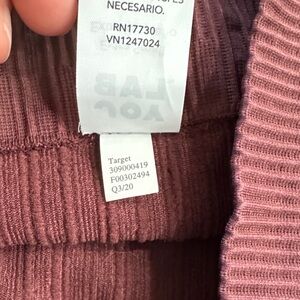 NECESARIO.
RN17730
VN1247024
Target
309000419
F00302494
Q3/20